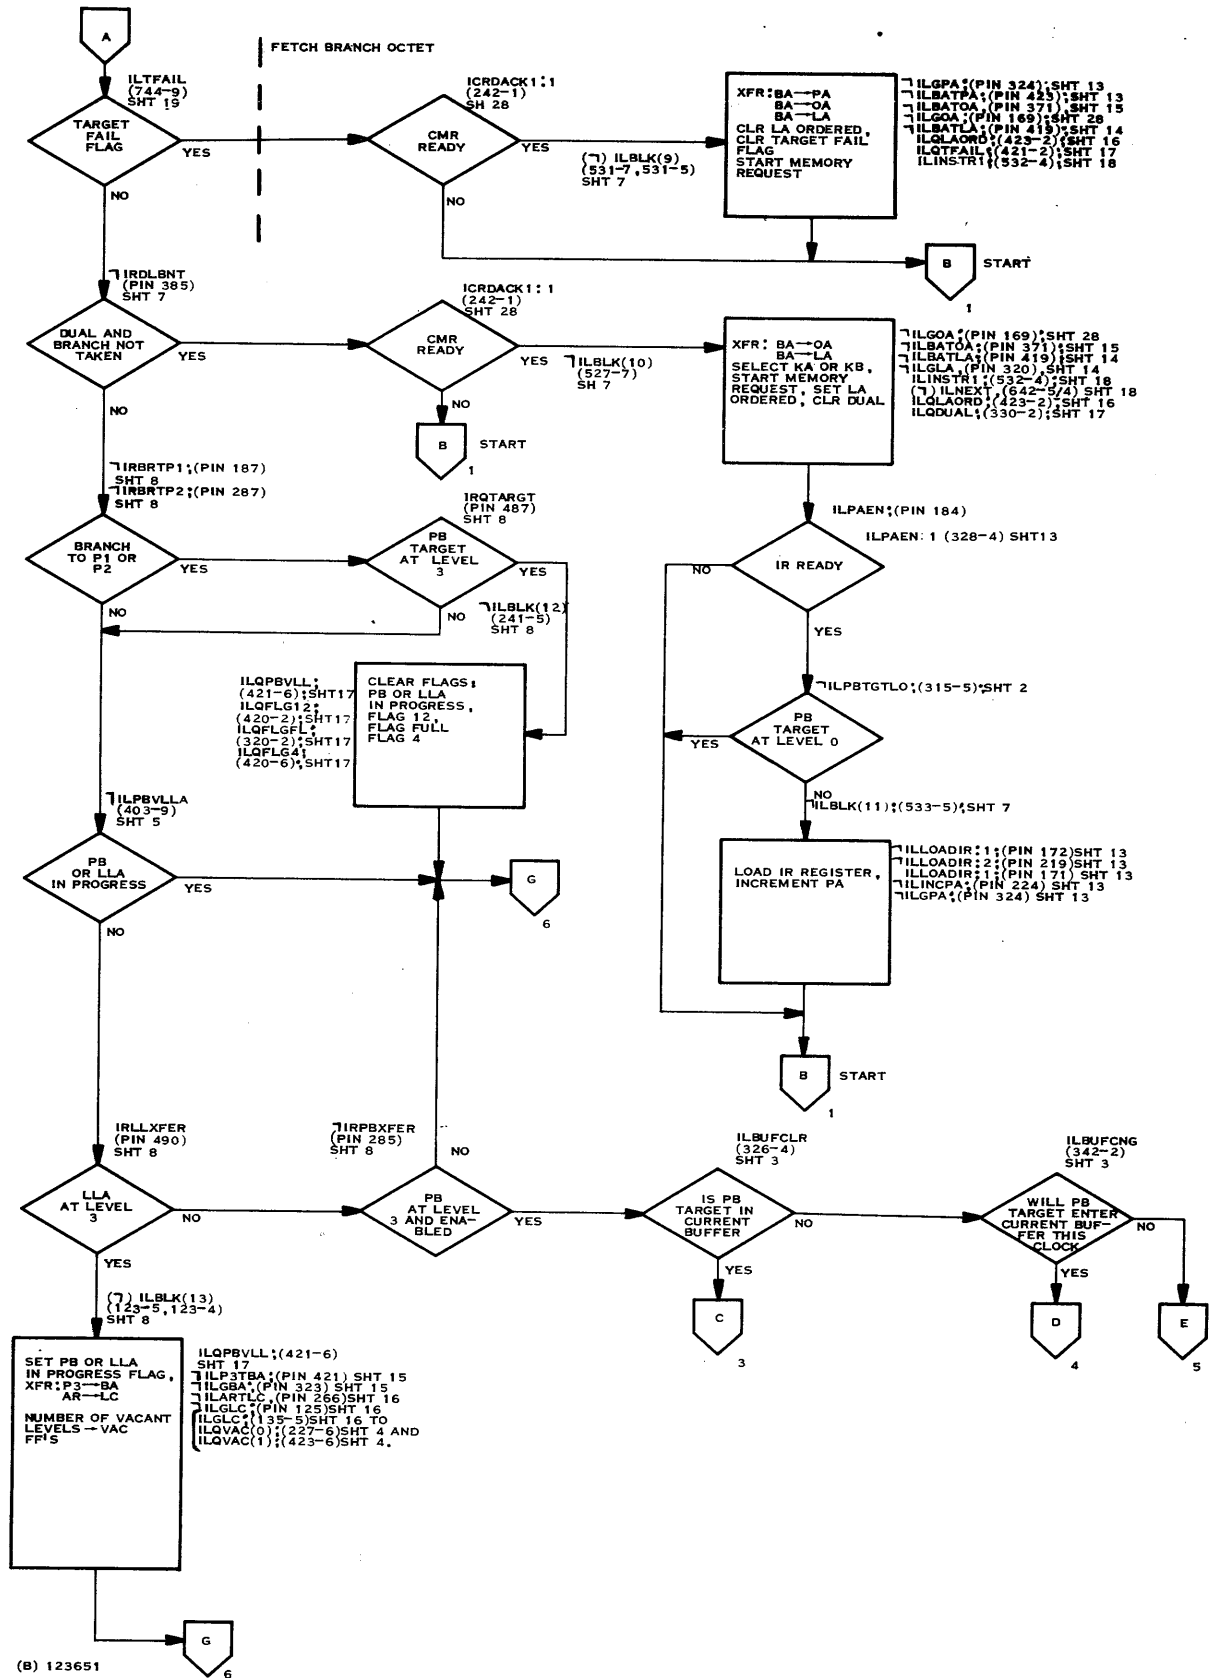 A
ILTFAIL
(744-9)
SHT 19
TARGET
FAIL
FLAG
YES
NO
FETCH BRANCH OCTET
ICRDACK1:1
(242-1)
SH 28
CMR
READY
YES
NO
(¬) ILBLK(9)
(531-7,531-5)
SHT 7
XFR:BA→PA
BA→OA
BA→LA
CLR LA ORDERED,
CLR TARGET FAIL
FLAG
START MEMORY
REQUEST
¬ILGPA;(PIN 324);SHT 13
¬ILBATPA;(PIN 423);SHT 13
¬ILBATOA;(PIN 371),SHT 15
¬ILGOA;(PIN 169);SHT 28
¬ILBATLA;(PIN 419);SHT 14
ILQLAORD;(423-2);SHT 16
ILQTFAIL;(421-2);SHT 17
ILINSTR1;(532-4);SHT 18
B
START
1
¬IRDLBNT
(PIN 385)
SHT 7
DUAL AND
BRANCH NOT
TAKEN
YES
NO
ICRDACK1:1
(242-1)
SHT 28
CMR
READY
YES
NO
¬ILBLK(10)
(527-7)
SH 7
B
START
1
XFR: BA→OA
BA→LA
SELECT KA OR KB,
START MEMORY
REQUEST, SET LA
ORDERED, CLR DUAL
¬ILGOA;(PIN 169);SHT 28
¬ILBATOA;(PIN 371);SHT 15
¬ILBATLA;(PIN 419);SHT 14
¬ILGLA,(PIN 320),SHT 14
ILINSTR1;(532-4);SHT 18
(¬) ILNEXT,(642-5/4) SHT 18
ILQLAORD;(423-2);SHT 16
ILQDUAL;(330-2);SHT 17
¬IRBRTP1;(PIN 187)
SHT 8
¬IRBRTP2;(PIN 287)
SHT 8
BRANCH
TO P1 OR
P2
YES
NO
IRQTARGT
(PIN 487)
SHT 8
PB
TARGET
AT LEVEL
3
YES
NO
¬ILBLK(12)
(241-5)
SHT 8
ILPAEN;(PIN 184)
ILPAEN: 1 (328-4) SHT13
IR READY
NO
YES
¬ILPBTGTLO;(315-5);SHT 2
PB
TARGET
AT LEVEL 0
YES
NO
¬ILBLK(11);(533-5);SHT 7
ILQPBVLL;
(421-6);SHT17
ILQFLG12;
(420-2);SHT17
ILQFLGFL;
(320-2);SHT17
ILQFLG4;
(420-6);SHT17
CLEAR FLAGS;
PB OR LLA
IN PROGRESS,
FLAG 12,
FLAG FULL
FLAG 4
¬ILPBVLLA
(403-9)
SHT 5
PB
OR LLA
IN PROGRESS
YES
NO
G
6
LOAD IR REGISTER,
INCREMENT PA
¬ILLOADIR:1;(PIN 172)SHT 13
ILLOADIR:2;(PIN 219)SHT 13
ILLOADIR:1;(PIN 171) SHT 13
¬ILINCPA;(PIN 224) SHT 13
¬ILGPA;(PIN 324) SHT 13
B
START
1
IRLLXFER
(PIN 490)
SHT 8
LLA
AT LEVEL
3
NO
YES
¬IRPBXFER
(PIN 285)
SHT 8
NO
PB
AT LEVEL
3 AND ENA-
BLED
YES
ILBUFCLR
(326-4)
SHT 3
IS PB
TARGET IN
CURRENT
BUFFER
NO
YES
C
3
ILBUFCNG
(342-2)
SHT 3
WILL PB
TARGET ENTER
CURRENT BUF-
FER THIS
CLOCK
NO
YES
D
4
E
5
(¬) ILBLK(13)
(123-5,123-4)
SHT 8
SET PB OR LLA
IN PROGRESS FLAG,
XFR:P3→BA
AR→LC
NUMBER OF VACANT
LEVELS→VAC
FF'S
ILQPBVLL;(421-6)
SHT 17
¬ILP3TBA;(PIN 421) SHT 15
¬ILGBA;(PIN 323) SHT 15
¬ILARTLC,(PIN 266)SHT 16
¬ILGLC;(PIN 125)SHT 16
ILGLC;(135-5)SHT 16 TO
ILQVAC(0);(227-6)SHT 4 AND
ILQVAC(1);(423-6)SHT 4.
G
6
(B) 123651